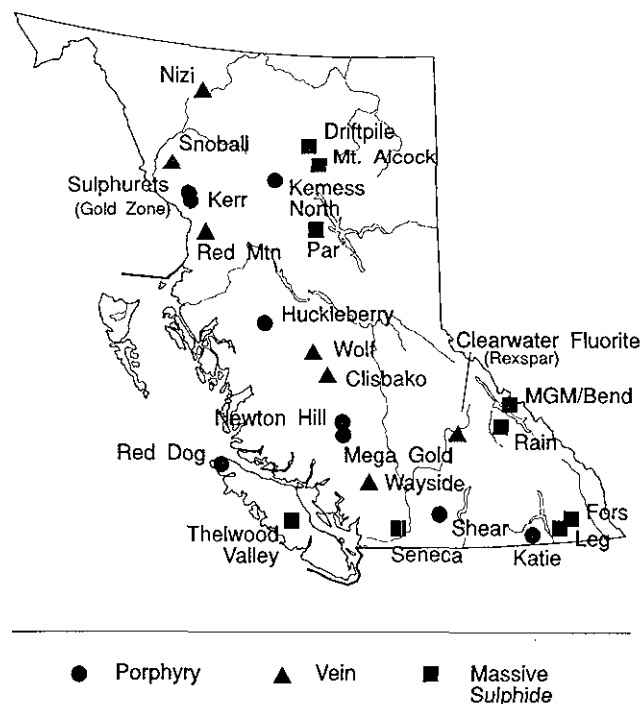 Nizi
Driftpile
Snoball
Mt. Alcock
Sulphurets
(Gold Zone)
Kerr
Kemess
North
Red Mtn
Par
Huckleberry
Clearwater Fluorite
(Rexspar)
Wolf
Clisbako
MGM/Bend
Newton Hill
Rain
Red Dog
Mega Gold
Wayside
Thelwood
Valley
Seneca
Shear
Fors
Leg
Katie
Porphyry
Vein
Massive
Sulphide